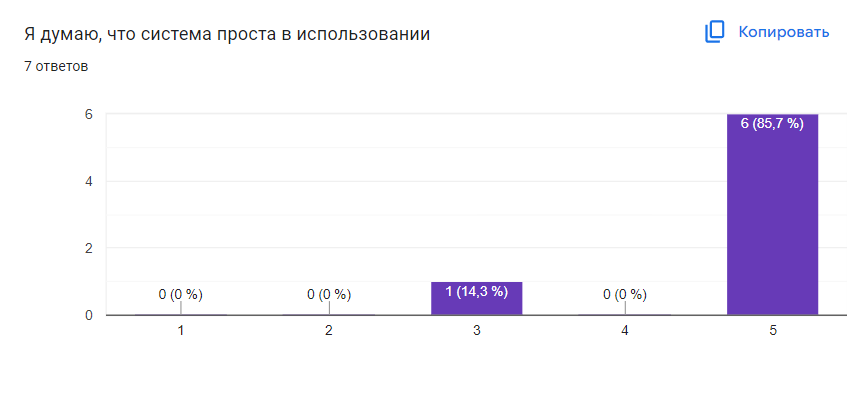 Я думаю, что система проста в использовании
Копировать
7 ответов
6
4
2
0
0 (0 %)
0 (0 %)
1 (14,3 %)
0 (0 %)
6 (85,7 %)
1
2
3
4
5